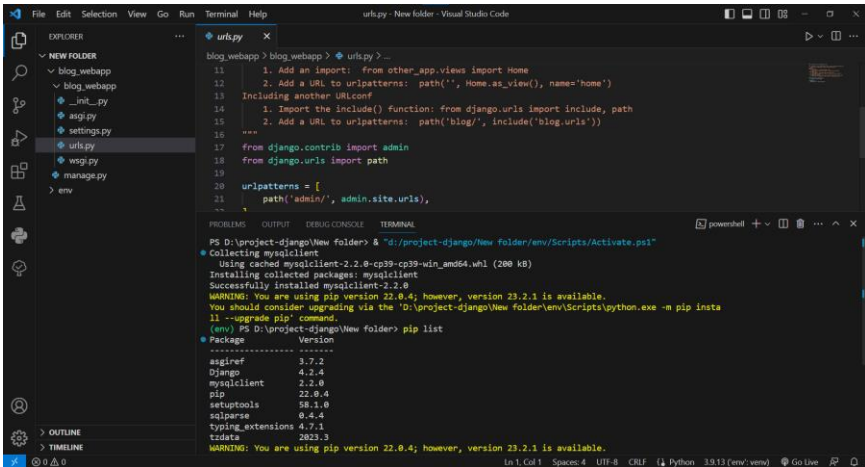 File Edit Selection View Go Run Terminal Help
urls.py - New folder - Visual Studio Code
EXPLORER
NEW FOLDER
blog_webapp
blog_webapp
__init__.py
asgi.py
settings.py
urls.py
wsgi.py
manage.py
env
OUTLINE
TIMELINE
urls.py
blog_webapp > blog_webapp > urls.py > ...
11 1. Add an import: from other_app.views import Home
12 2. Add a URL to urlpatterns: path('', Home.as_view(), name='home')
13 Including another URLconf
14 1. Import the include() function: from django.urls import include, path
15 2. Add a URL to urlpatterns: path('blog/', include('blog.urls'))
16 """
17 from django.contrib import admin
18 from django.urls import path
19
20 urlpatterns = [
21 path('admin/', admin.site.urls),
22 ]
PROBLEMS OUTPUT DEBUG CONSOLE TERMINAL
powershell
PS D:\project-django\New folder> & "d:/project-django/New folder/env/Scripts/Activate.ps1"
Collecting mysqlclient
Using cached mysqlclient-2.2.0-cp39-cp39-win_amd64.whl (200 kB)
Installing collected packages: mysqlclient
Successfully installed mysqlclient-2.2.0
WARNING: You are using pip version 22.0.4; however, version 23.2.1 is available.
You should consider upgrading via the 'D:\project-django\New folder\env\Scripts\python.exe -m pip insta
ll --upgrade pip' command.
(env) PS D:\project-django\New folder> pip list
Package Version
----------------- -------
asgiref 3.7.2
Django 4.2.4
mysqlclient 2.2.0
pip 22.0.4
setuptools 58.1.0
sqlparse 0.4.4
typing_extensions 4.7.1
tzdata 2023.3
WARNING: You are using pip version 22.0.4; however, version 23.2.1 is available.
0 0 Ln 1, Col 1 Spaces: 4 UTF-8 CRLF Python 3.9.13 ('env': venv) Go Live